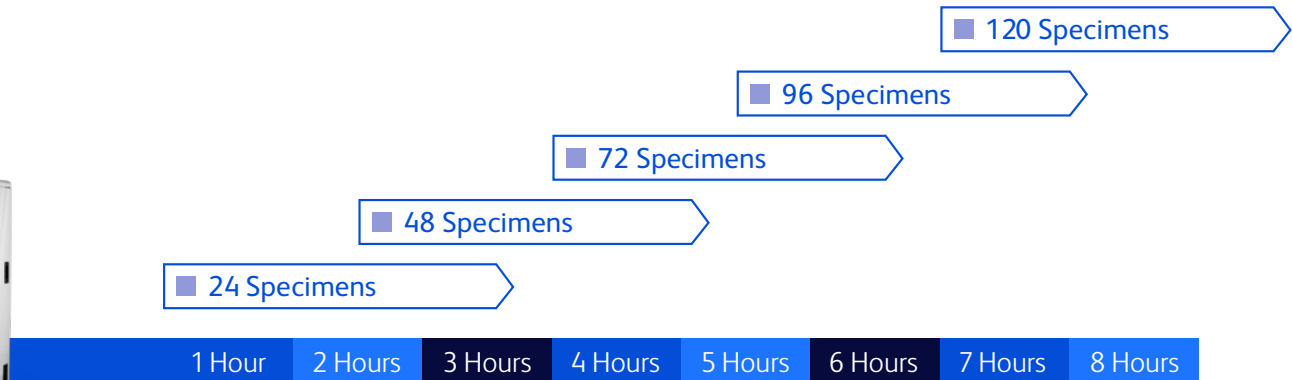 120 Specimens
96 Specimens
72 Specimens
48 Specimens
24 Specimens
1 Hour 2 Hours 3 Hours 4 Hours 5 Hours 6 Hours 7 Hours 8 Hours